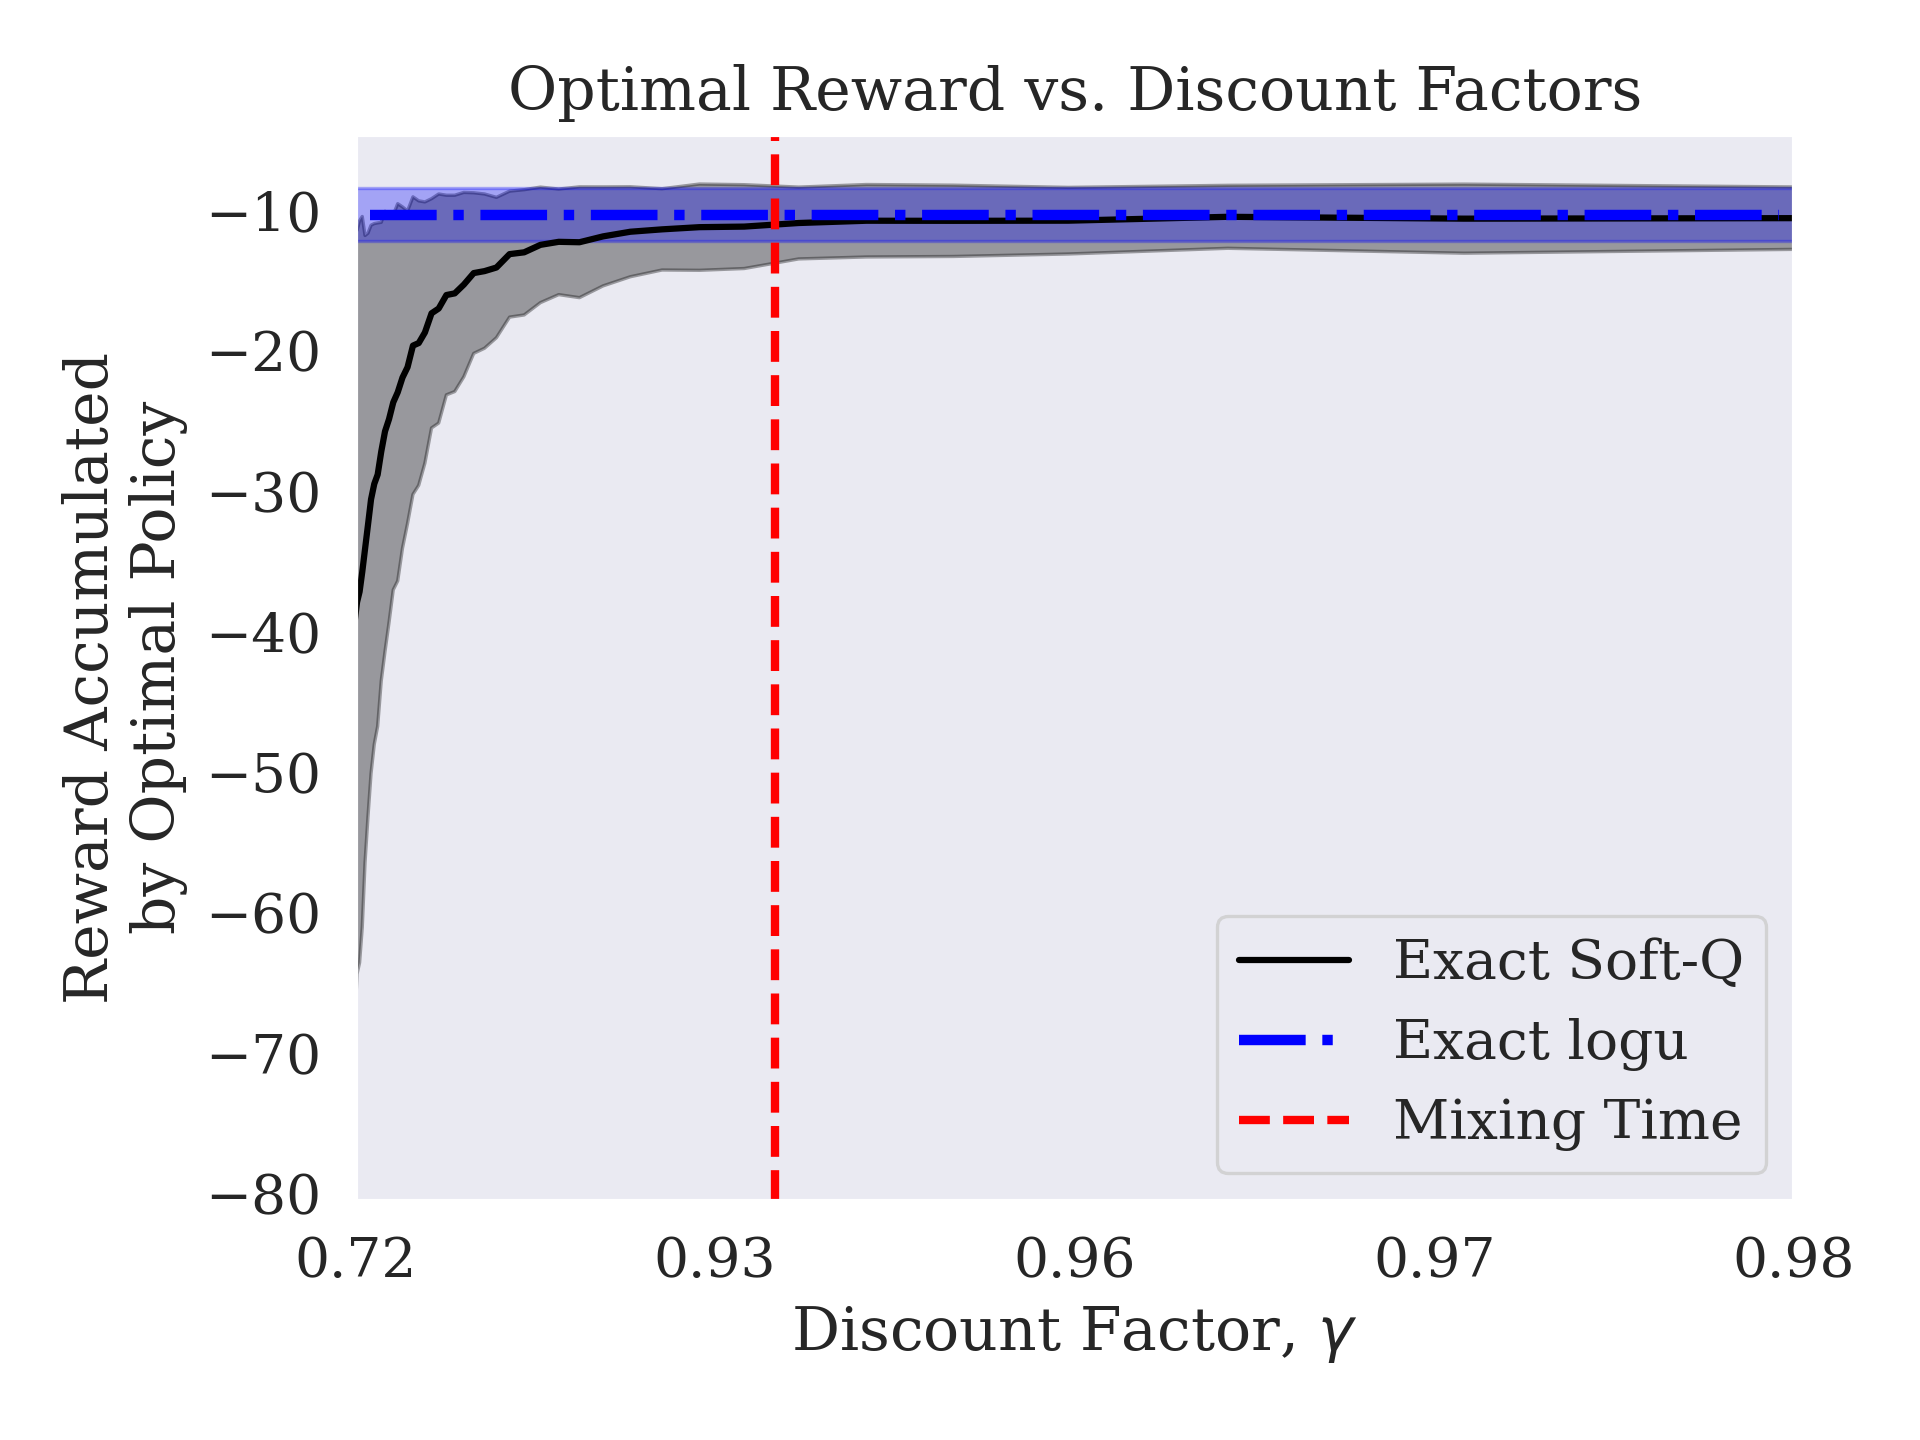 Optimal Reward vs. Discount Factors
Reward Accumulated
by Optimal Policy
−10
−20
−30
−40
−50
−60
−70
−80
0.72
0.93
0.96
0.97
0.98
Discount Factor, γ
Exact Soft-Q
Exact logu
Mixing Time